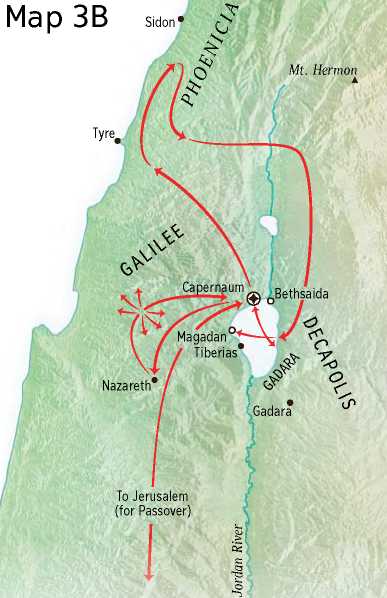 Map 3B
Sidon
PHOENICIA
Mt. Hermon
Tyre
GALILEE
Capernaum
Bethsaida
Magadan
Tiberias
DECAPOLIS
GADARA
Nazareth
Gadara
To Jerusalem
(for Passover)
Jordan River